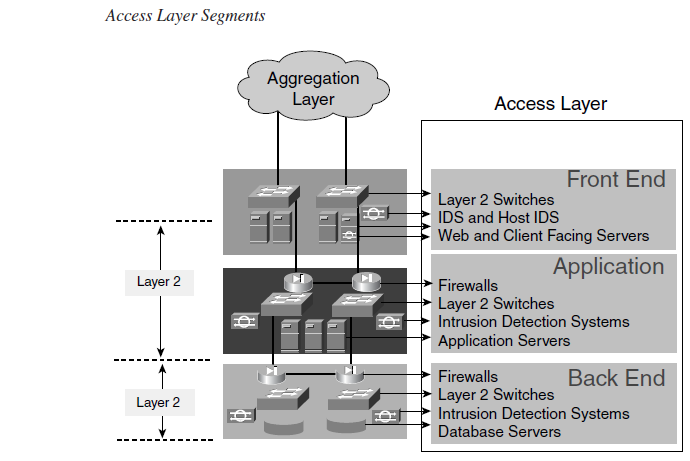 Access Layer Segments
Aggregation
Layer
Access Layer
Front End
Layer 2 Switches
IDS and Host IDS
Web and Client Facing Servers
Layer 2
Application
Firewalls
Layer 2 Switches
Intrusion Detection Systems
Application Servers
Layer 2
Back End
Firewalls
Layer 2 Switches
Intrusion Detection Systems
Database Servers